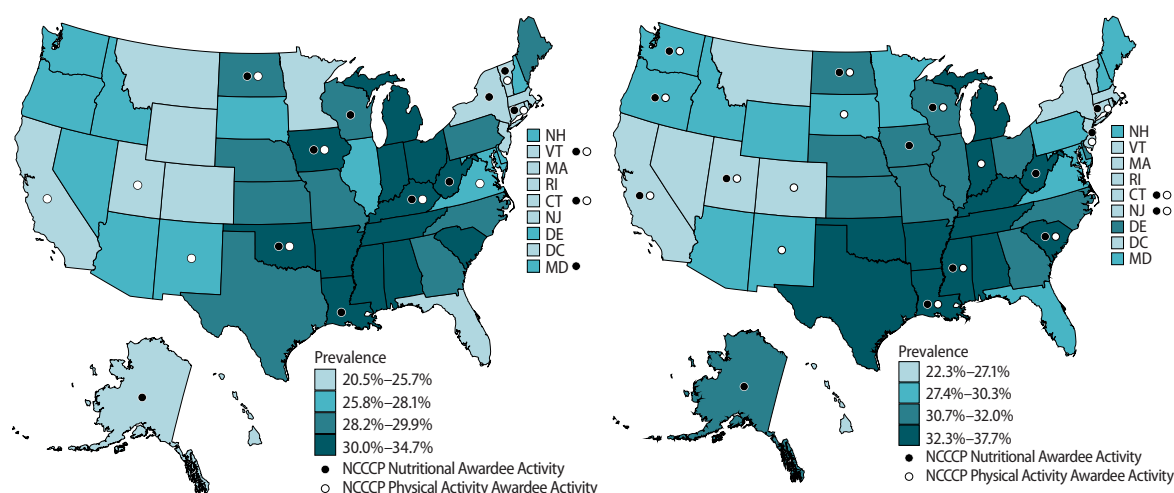 NH
VT
MA
RI
CT
NJ
DE
DC
MD
Prevalence
20.5%–25.7%
25.8%–28.1%
28.2%–29.9%
30.0%–34.7%
NCCCP Nutritional Awardee Activity
NCCCP Physical Activity Awardee Activity
NH
VT
MA
RI
CT
NJ
DE
DC
MD
Prevalence
22.3%–27.1%
27.4%–30.3%
30.7%–32.0%
32.3%–37.7%
NCCCP Nutritional Awardee Activity
NCCCP Physical Activity Awardee Activity